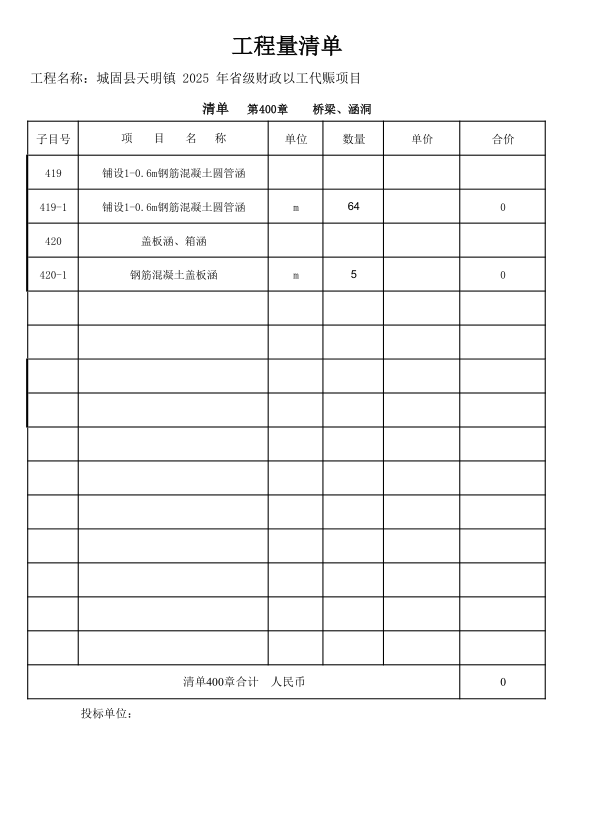 工程量清单
工程名称：城固县天明镇 2025 年省级财政以工代赈项目
清单 第400章 桥梁、涵洞
子目号 项 目 名 称 单位 数量 单价 合价
419 铺设1-0.6m钢筋混凝土圆管涵
419-1 铺设1-0.6m钢筋混凝土圆管涵 m 64 0
420 盖板涵、箱涵
420-1 钢筋混凝土盖板涵 m 5 0
清单400章合计 人民币 0
投标单位：